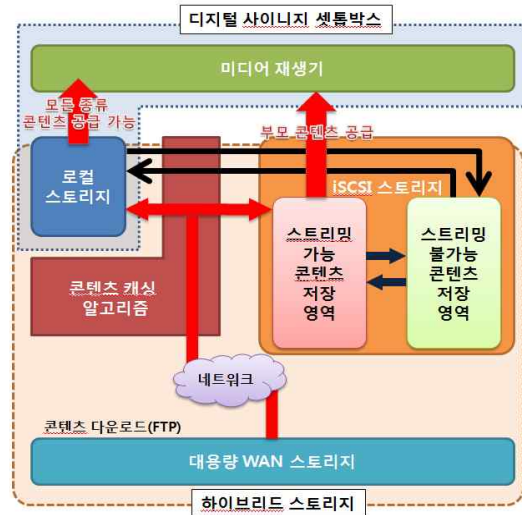 디지털 사이니지 셋톱박스
미디어 재생기
모든 종류
콘텐츠 공급 가능
부모 콘텐츠 공급
로컬
스토리지
iSCSI 스토리지
스트리밍
가능
콘텐츠
저장
영역
스트리밍
불가능
콘텐츠
저장
영역
콘텐츠 캐싱
알고리즘
네트워크
콘텐츠 다운로드(FTP)
대용량 WAN 스토리지
하이브리드 스토리지